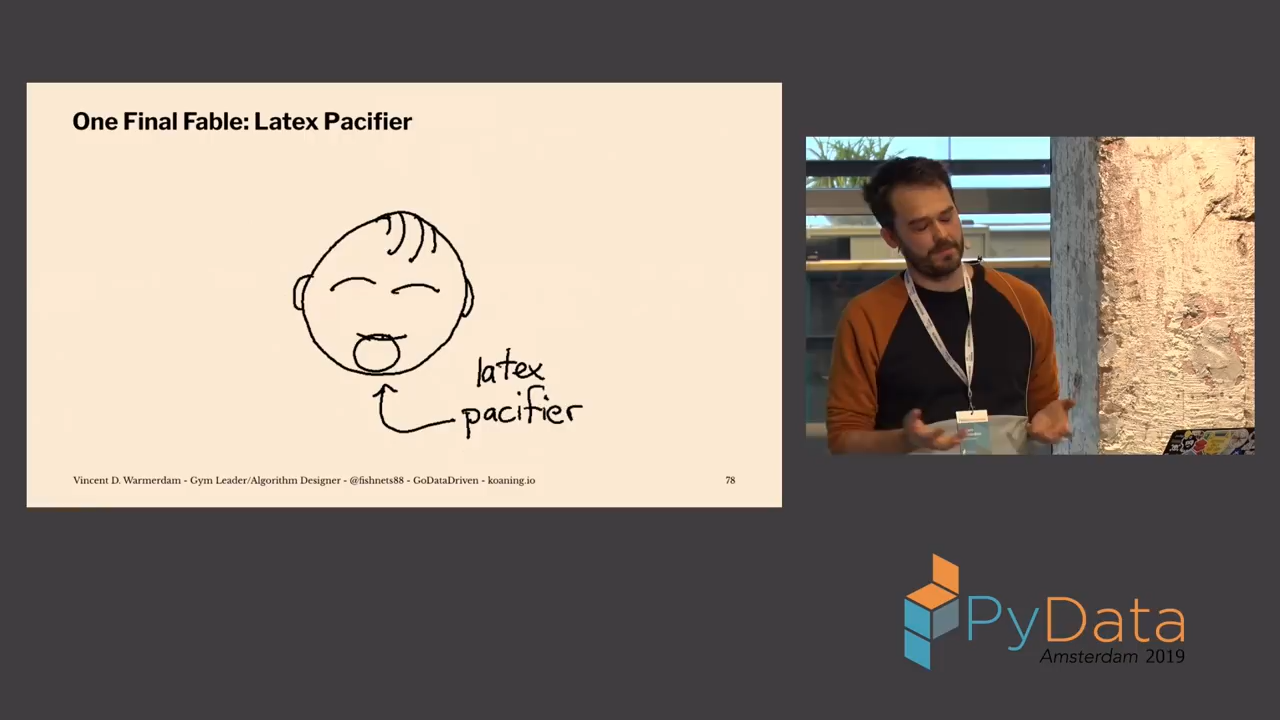 One Final Fable: Latex Pacifier
latex
pacifier
Vincent D. Warmerdam - Gym Leader/Algorithm Designer - @fishnets88 - GoDataDriven - koaning.io
78
PyData
Amsterdam 2019